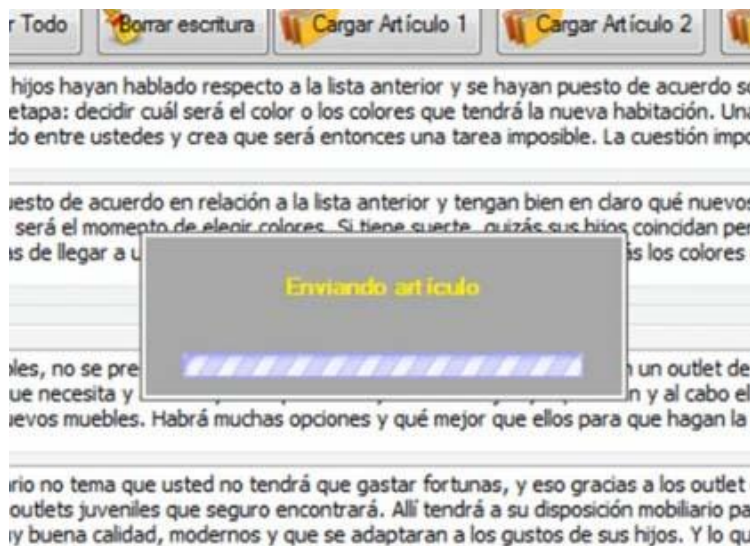 r Todo Borrar escritura Cargar Artículo 1 Cargar Artículo 2
hijos hayan hablado respecto a la lista anterior y se hayan puesto de acuerdo so
etapa: decidir cuál será el color o los colores que tendrá la nueva habitación. Una
do entre ustedes y crea que será entonces una tarea imposible. La cuestión impo
uesto de acuerdo en relación a la lista anterior y tengan bien en claro qué nuevos
será el momento de elegir colores. Si tiene suerte, quizás sus hijos coincidan per
as de llegar a u ás los colores
Enviando artículo
bles, no se pre n un outlet de
ue necesita y n y al cabo el
uevos muebles. Habrá muchas opciones y qué mejor que ellos para que hagan la
rio no tema que usted no tendrá que gastar fortunas, y eso gracias a los outlet
outlets juveniles que seguro encontrará. Allí tendrá a su disposición mobiliario pa
y buena calidad, modernos y que se adaptaran a los gustos de sus hijos. Y lo qu